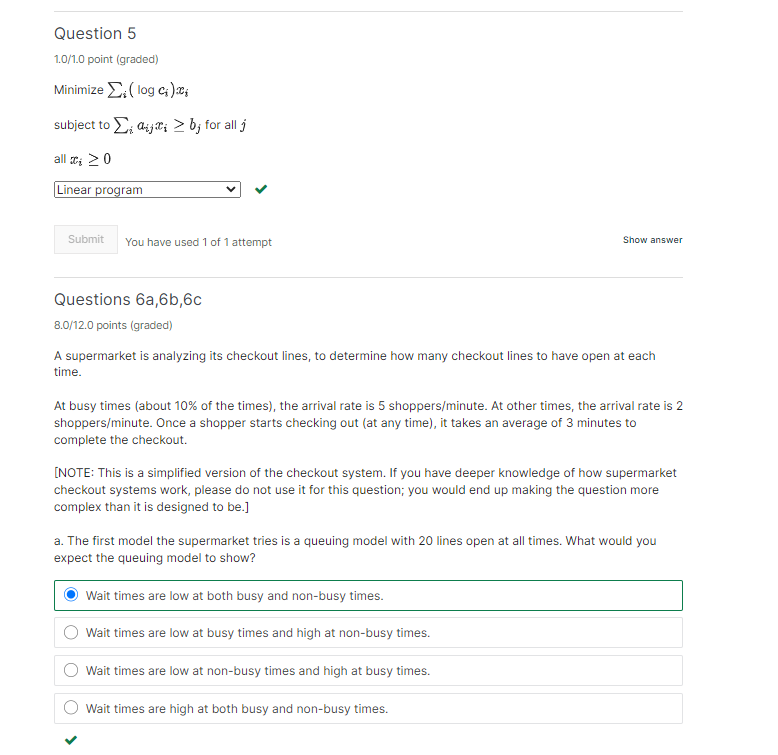 Question 5
1.0/1.0 point (graded)
Minimize ∑ᵢ( log cᵢ)xᵢ
subject to ∑ᵢ aᵢⱼxᵢ ≥ bⱼ for all j
all xᵢ ≥ 0
Linear program
Submit You have used 1 of 1 attempt Show answer
Questions 6a,6b,6c
8.0/12.0 points (graded)
A supermarket is analyzing its checkout lines, to determine how many checkout lines to have open at each
time.
At busy times (about 10% of the times), the arrival rate is 5 shoppers/minute. At other times, the arrival rate is 2
shoppers/minute. Once a shopper starts checking out (at any time), it takes an average of 3 minutes to
complete the checkout.
[NOTE: This is a simplified version of the checkout system. If you have deeper knowledge of how supermarket
checkout systems work, please do not use it for this question; you would end up making the question more
complex than it is designed to be.]
a. The first model the supermarket tries is a queuing model with 20 lines open at all times. What would you
expect the queuing model to show?
Wait times are low at both busy and non-busy times.
Wait times are low at busy times and high at non-busy times.
Wait times are low at non-busy times and high at busy times.
Wait times are high at both busy and non-busy times.